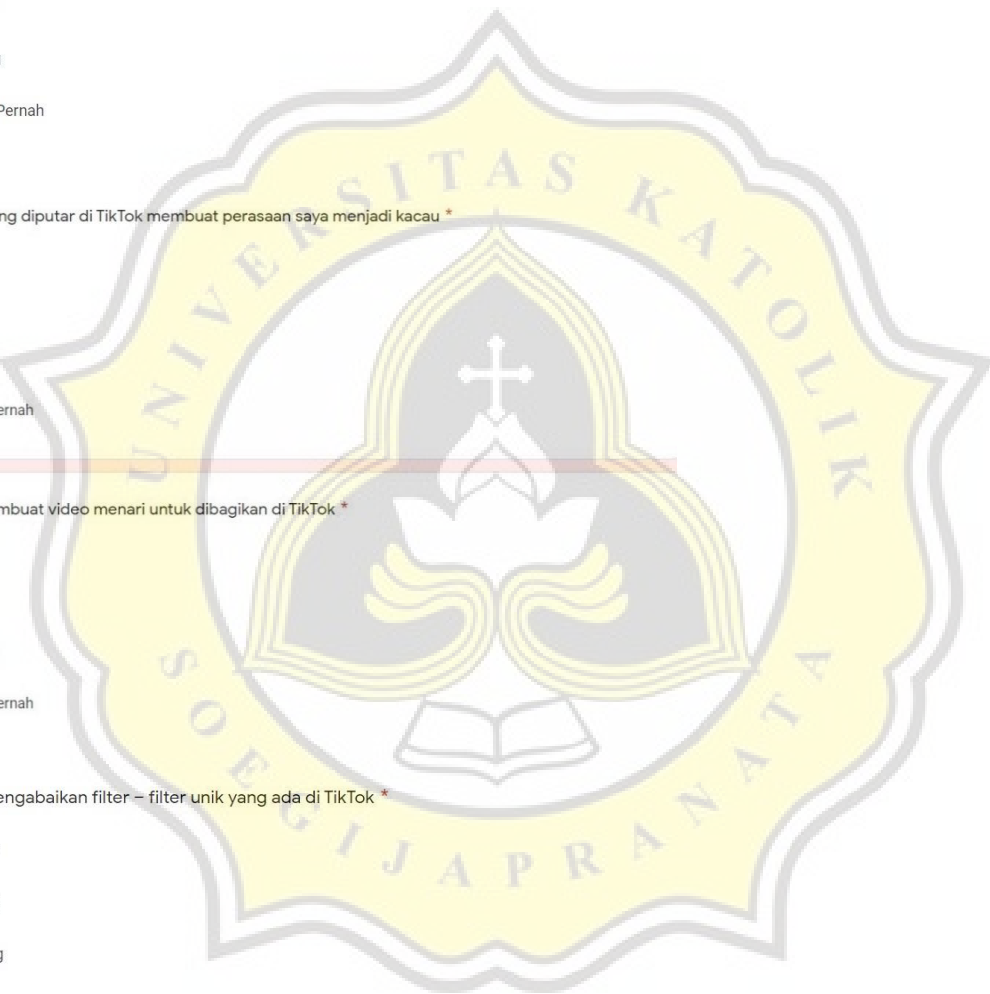 Pernah
ng diputar di TikTok membuat perasaan saya menjadi kacau *
ernah
mbuat video menari untuk dibagikan di TikTok *
ernah
engabaikan filter – filter unik yang ada di TikTok *
g
UNIVERSITAS KATOLIK
SOEGIJAPRANATA